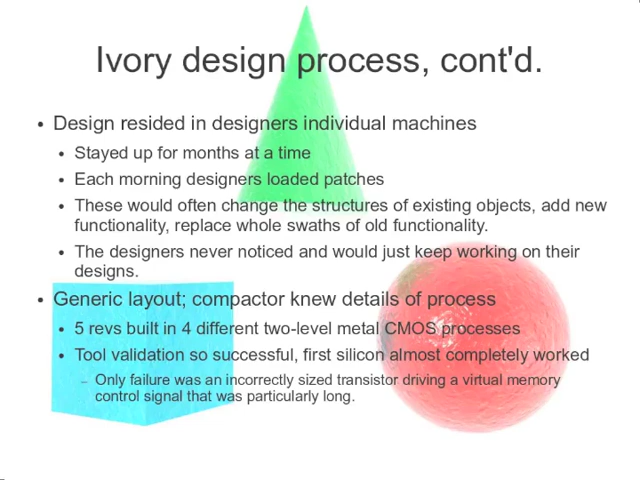 Ivory design process, cont'd.
• Design resided in designers individual machines
• Stayed up for months at a time
• Each morning designers loaded patches
• These would often change the structures of existing objects, add new
functionality, replace whole swaths of old functionality.
• The designers never noticed and would just keep working on their
designs.
• Generic layout; compactor knew details of process
• 5 revs built in 4 different two-level metal CMOS processes
• Tool validation so successful, first silicon almost completely worked
– Only failure was an incorrectly sized transistor driving a virtual memory
control signal that was particularly long.